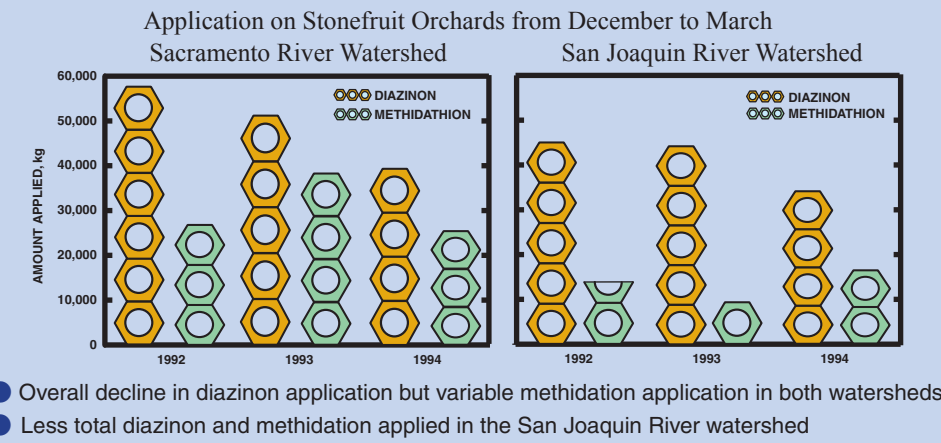 Application on Stonefruit Orchards from December to March
Sacramento River Watershed
San Joaquin River Watershed
AMOUNT APPLIED, kg
60,000
50,000
40,000
30,000
20,000
10,000
0
DIAZINON
METHIDATHION
1992
1993
1994
DIAZINON
METHIDATHION
1992
1993
1994
Overall decline in diazinon application but variable methidation application in both watersheds
Less total diazinon and methidation applied in the San Joaquin River watershed